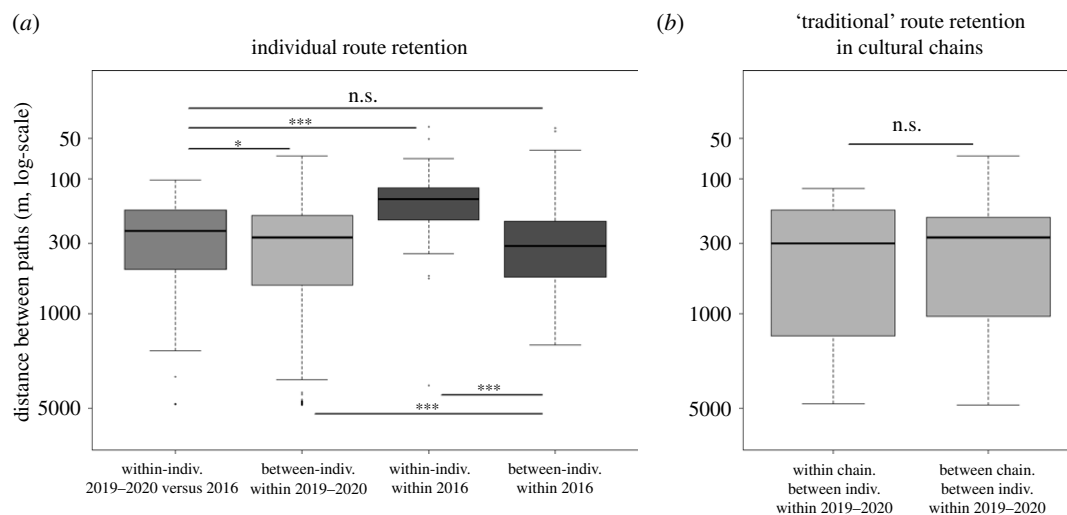 (a)
individual route retention
distance between paths (m, log-scale)
50
100
300
1000
5000
n.s.
***
*
***
***
within-indiv.
2019–2020 versus 2016
between-indiv.
within 2019–2020
within-indiv.
within 2016
between-indiv.
within 2016
(b)
‘traditional’ route retention
in cultural chains
50
100
300
1000
5000
n.s.
within chain.
between indiv.
within 2019–2020
between chain.
between indiv.
within 2019–2020